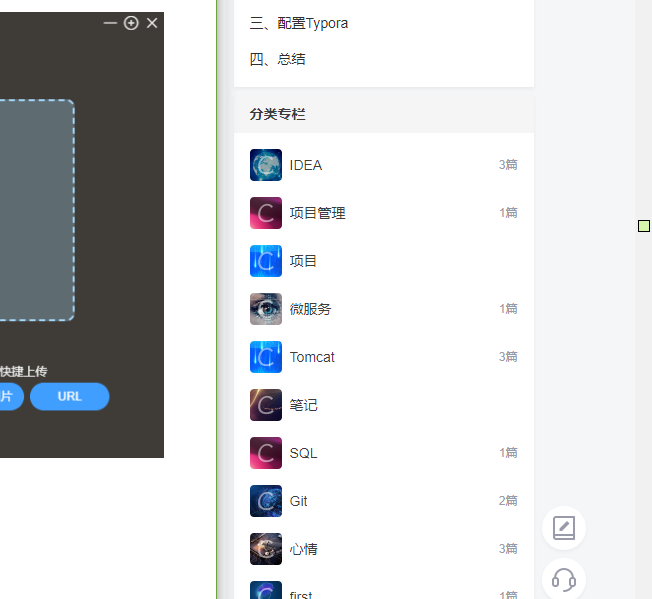 快捷上传
片
URL
三、配置Typora
四、总结
分类专栏
IDEA 3篇
项目管理 1篇
项目
微服务 1篇
Tomcat 3篇
笔记
SQL 1篇
Git 2篇
心情 3篇
first 1篇